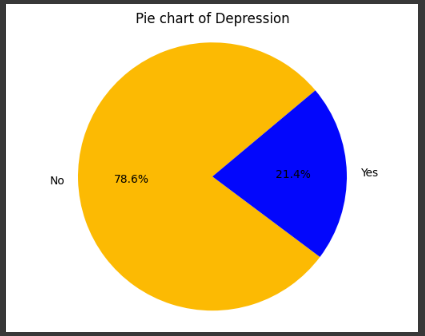 Pie chart of Depression
78.6%
21.4%
No
Yes